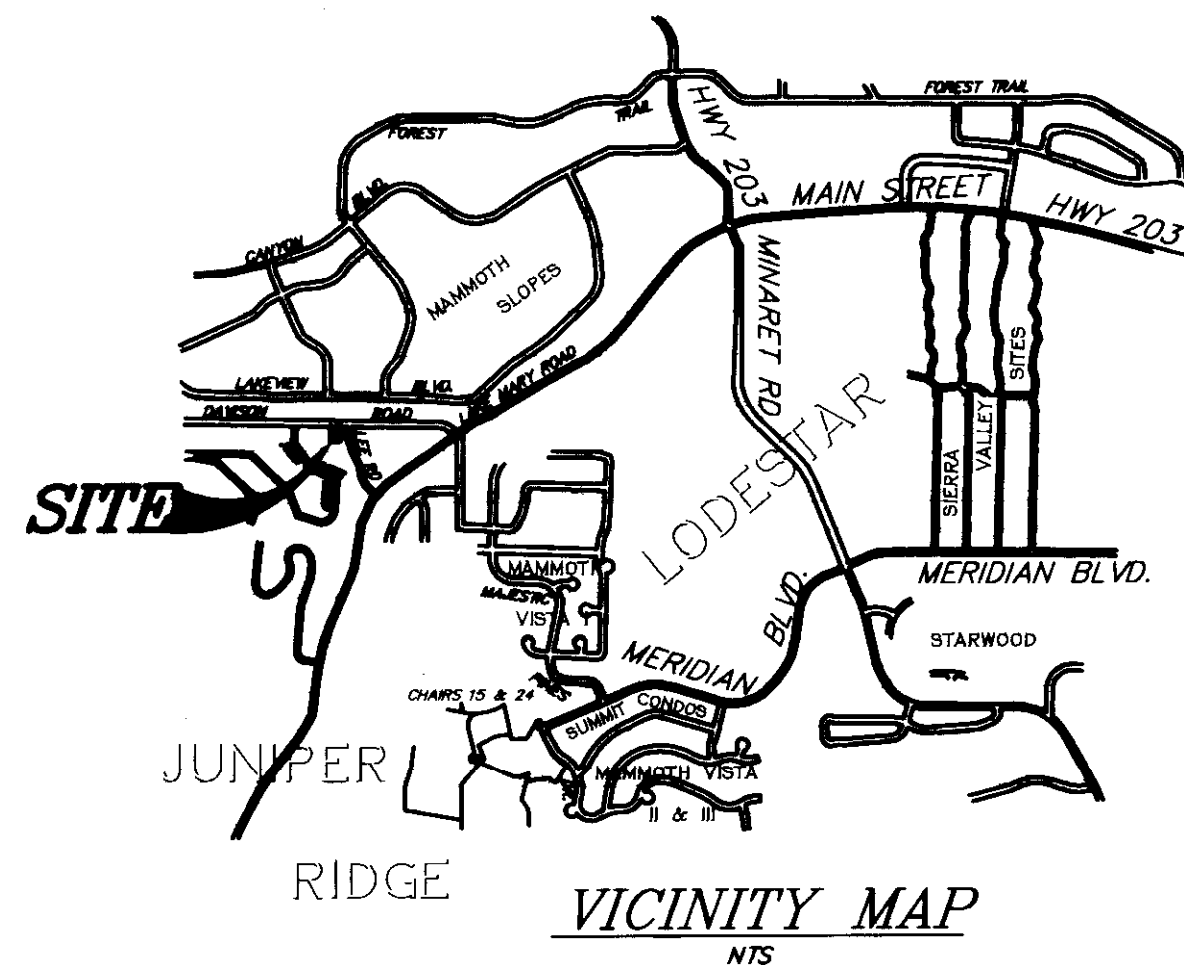 FOREST TRAIL
HWY 203
FOREST TRAIL
MAIN STREET
HWY 203
CANYON BLVD.
MAMMOTH
SLOPES
MINARET RD
LAKEVIEW BLVD.
LAKE MARY ROAD
DAVISON ROAD
SITE
LODESTAR
SIERRA
VALLEY
SITES
MERIDIAN BLVD.
MAMMOTH
MAJESTIC
VISTA I
PINES
MERIDIAN BLVD.
STARWOOD
CHAIRS 15 & 24
SUMMIT CONDOS
JUNIPER
RIDGE
MAMMOTH VISTA
II & III
VICINITY MAP
NTS